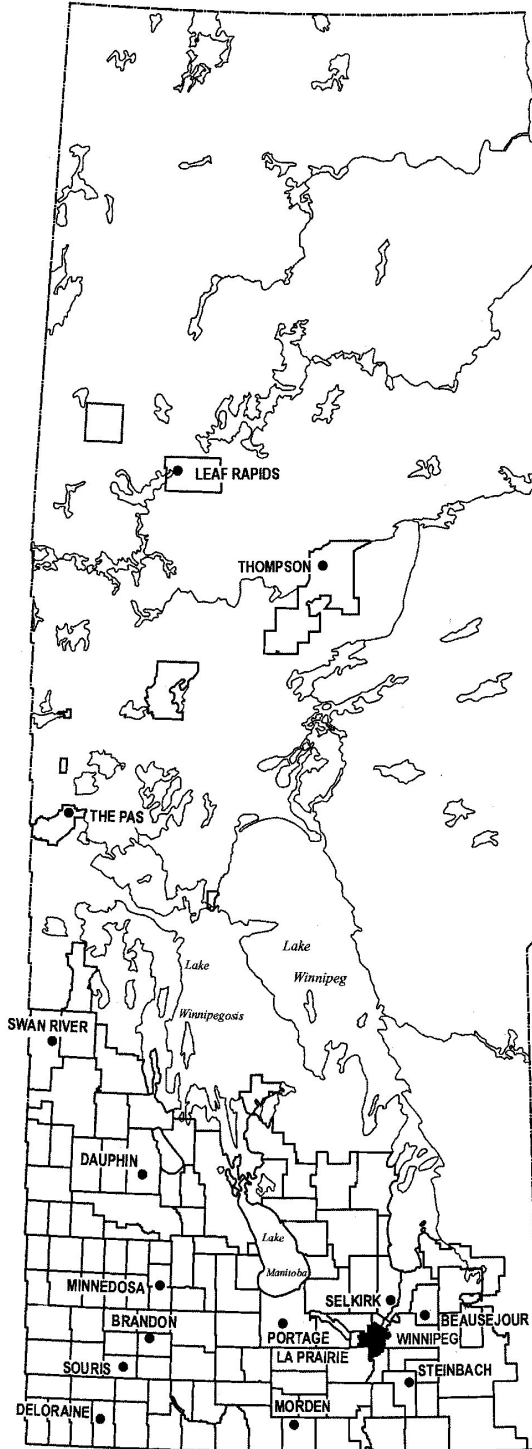 LEAF RAPIDS
THOMPSON
THE PAS
Lake
Winnipeg
Lake
Winnipegosis
SWAN RIVER
DAUPHIN
Lake
Manitoba
MINNEDOSA
SELKIRK
BEAUSEJOUR
BRANDON
PORTAGE
LA PRAIRIE
WINNIPEG
SOURIS
STEINBACH
DELORAINE
MORDEN